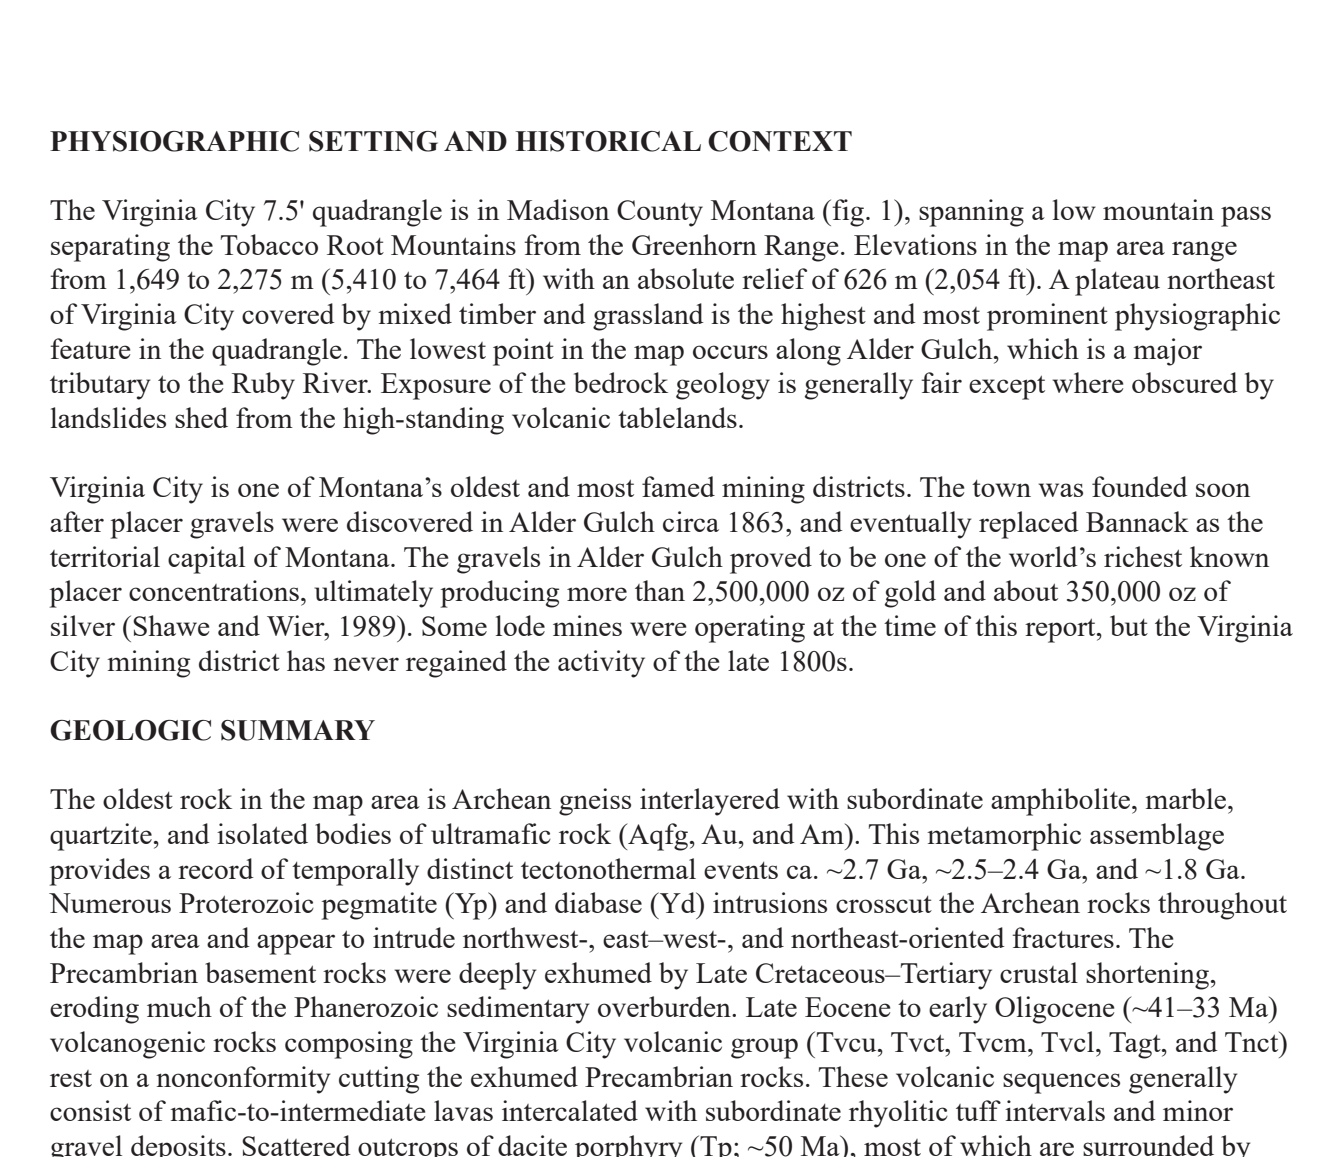 PHYSIOGRAPHIC SETTING AND HISTORICAL CONTEXT
The Virginia City 7.5' quadrangle is in Madison County Montana (fig. 1), spanning a low mountain pass
separating the Tobacco Root Mountains from the Greenhorn Range. Elevations in the map area range
from 1,649 to 2,275 m (5,410 to 7,464 ft) with an absolute relief of 626 m (2,054 ft). A plateau northeast
of Virginia City covered by mixed timber and grassland is the highest and most prominent physiographic
feature in the quadrangle. The lowest point in the map occurs along Alder Gulch, which is a major
tributary to the Ruby River. Exposure of the bedrock geology is generally fair except where obscured by
landslides shed from the high-standing volcanic tablelands.
Virginia City is one of Montana’s oldest and most famed mining districts. The town was founded soon
after placer gravels were discovered in Alder Gulch circa 1863, and eventually replaced Bannack as the
territorial capital of Montana. The gravels in Alder Gulch proved to be one of the world’s richest known
placer concentrations, ultimately producing more than 2,500,000 oz of gold and about 350,000 oz of
silver (Shawe and Wier, 1989). Some lode mines were operating at the time of this report, but the Virginia
City mining district has never regained the activity of the late 1800s.
GEOLOGIC SUMMARY
The oldest rock in the map area is Archean gneiss interlayered with subordinate amphibolite, marble,
quartzite, and isolated bodies of ultramafic rock (Aqfg, Au, and Am). This metamorphic assemblage
provides a record of temporally distinct tectonothermal events ca. ~2.7 Ga, ~2.5–2.4 Ga, and ~1.8 Ga.
Numerous Proterozoic pegmatite (Yp) and diabase (Yd) intrusions crosscut the Archean rocks throughout
the map area and appear to intrude northwest-, east–west-, and northeast-oriented fractures. The
Precambrian basement rocks were deeply exhumed by Late Cretaceous–Tertiary crustal shortening,
eroding much of the Phanerozoic sedimentary overburden. Late Eocene to early Oligocene (~41–33 Ma)
volcanogenic rocks composing the Virginia City volcanic group (Tvcu, Tvct, Tvcm, Tvcl, Tagt, and Tnct)
rest on a nonconformity cutting the exhumed Precambrian rocks. These volcanic sequences generally
consist of mafic-to-intermediate lavas intercalated with subordinate rhyolitic tuff intervals and minor
gravel deposits. Scattered outcrops of dacite porphyry (Tp; ~50 Ma), most of which are surrounded by